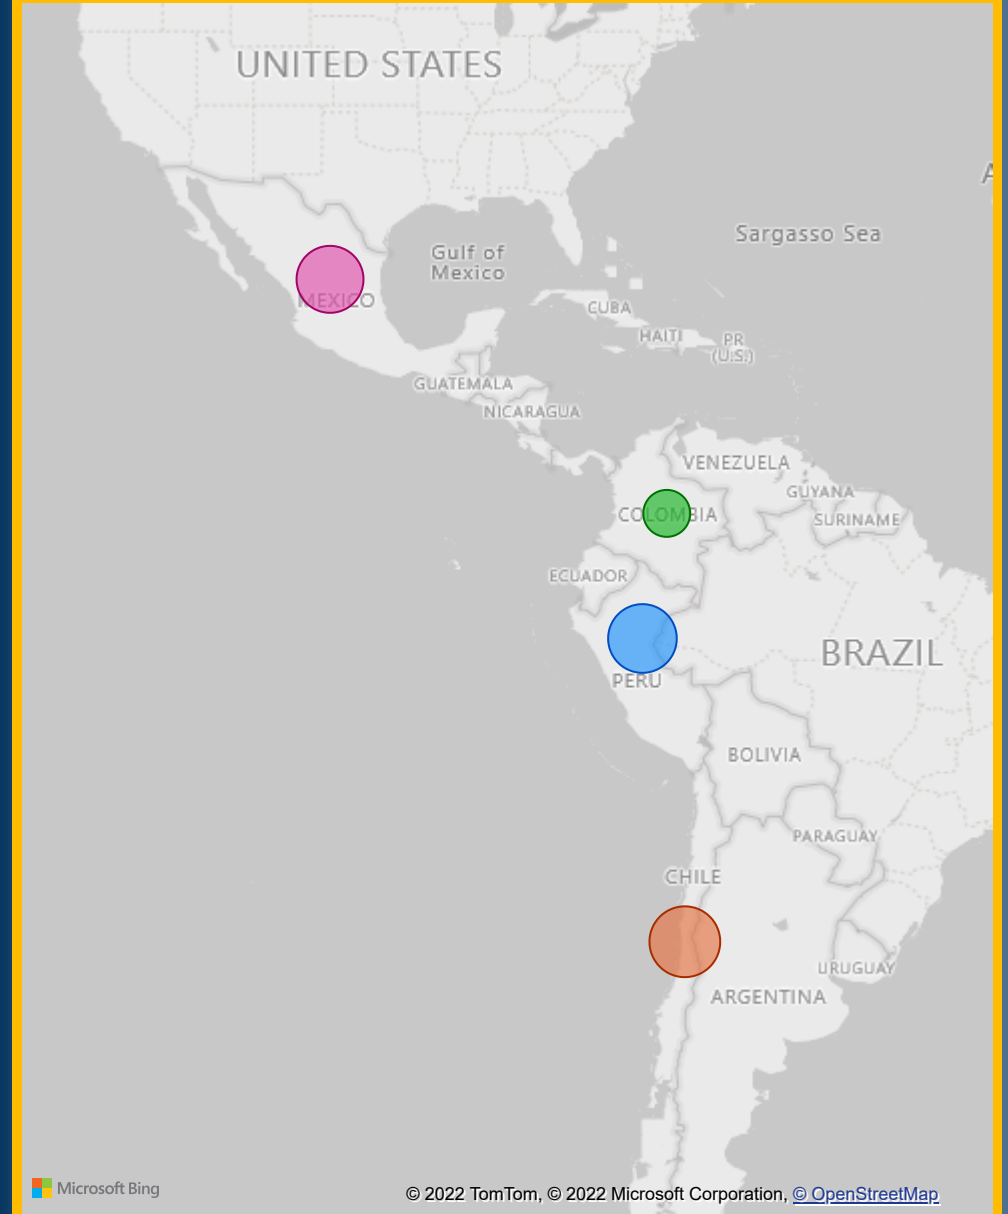 UNITED STATES
A
Sargasso Sea
Gulf of
Mexico
MEXICO
CUBA
HAITI
PR
(U.S.)
GUATEMALA
NICARAGUA
VENEZUELA
GUYANA
COLOMBIA
SURINAME
ECUADOR
BRAZIL
PERU
BOLIVIA
PARAGUAY
CHILE
URUGUAY
ARGENTINA
Microsoft Bing
© 2022 TomTom, © 2022 Microsoft Corporation, © OpenStreetMap